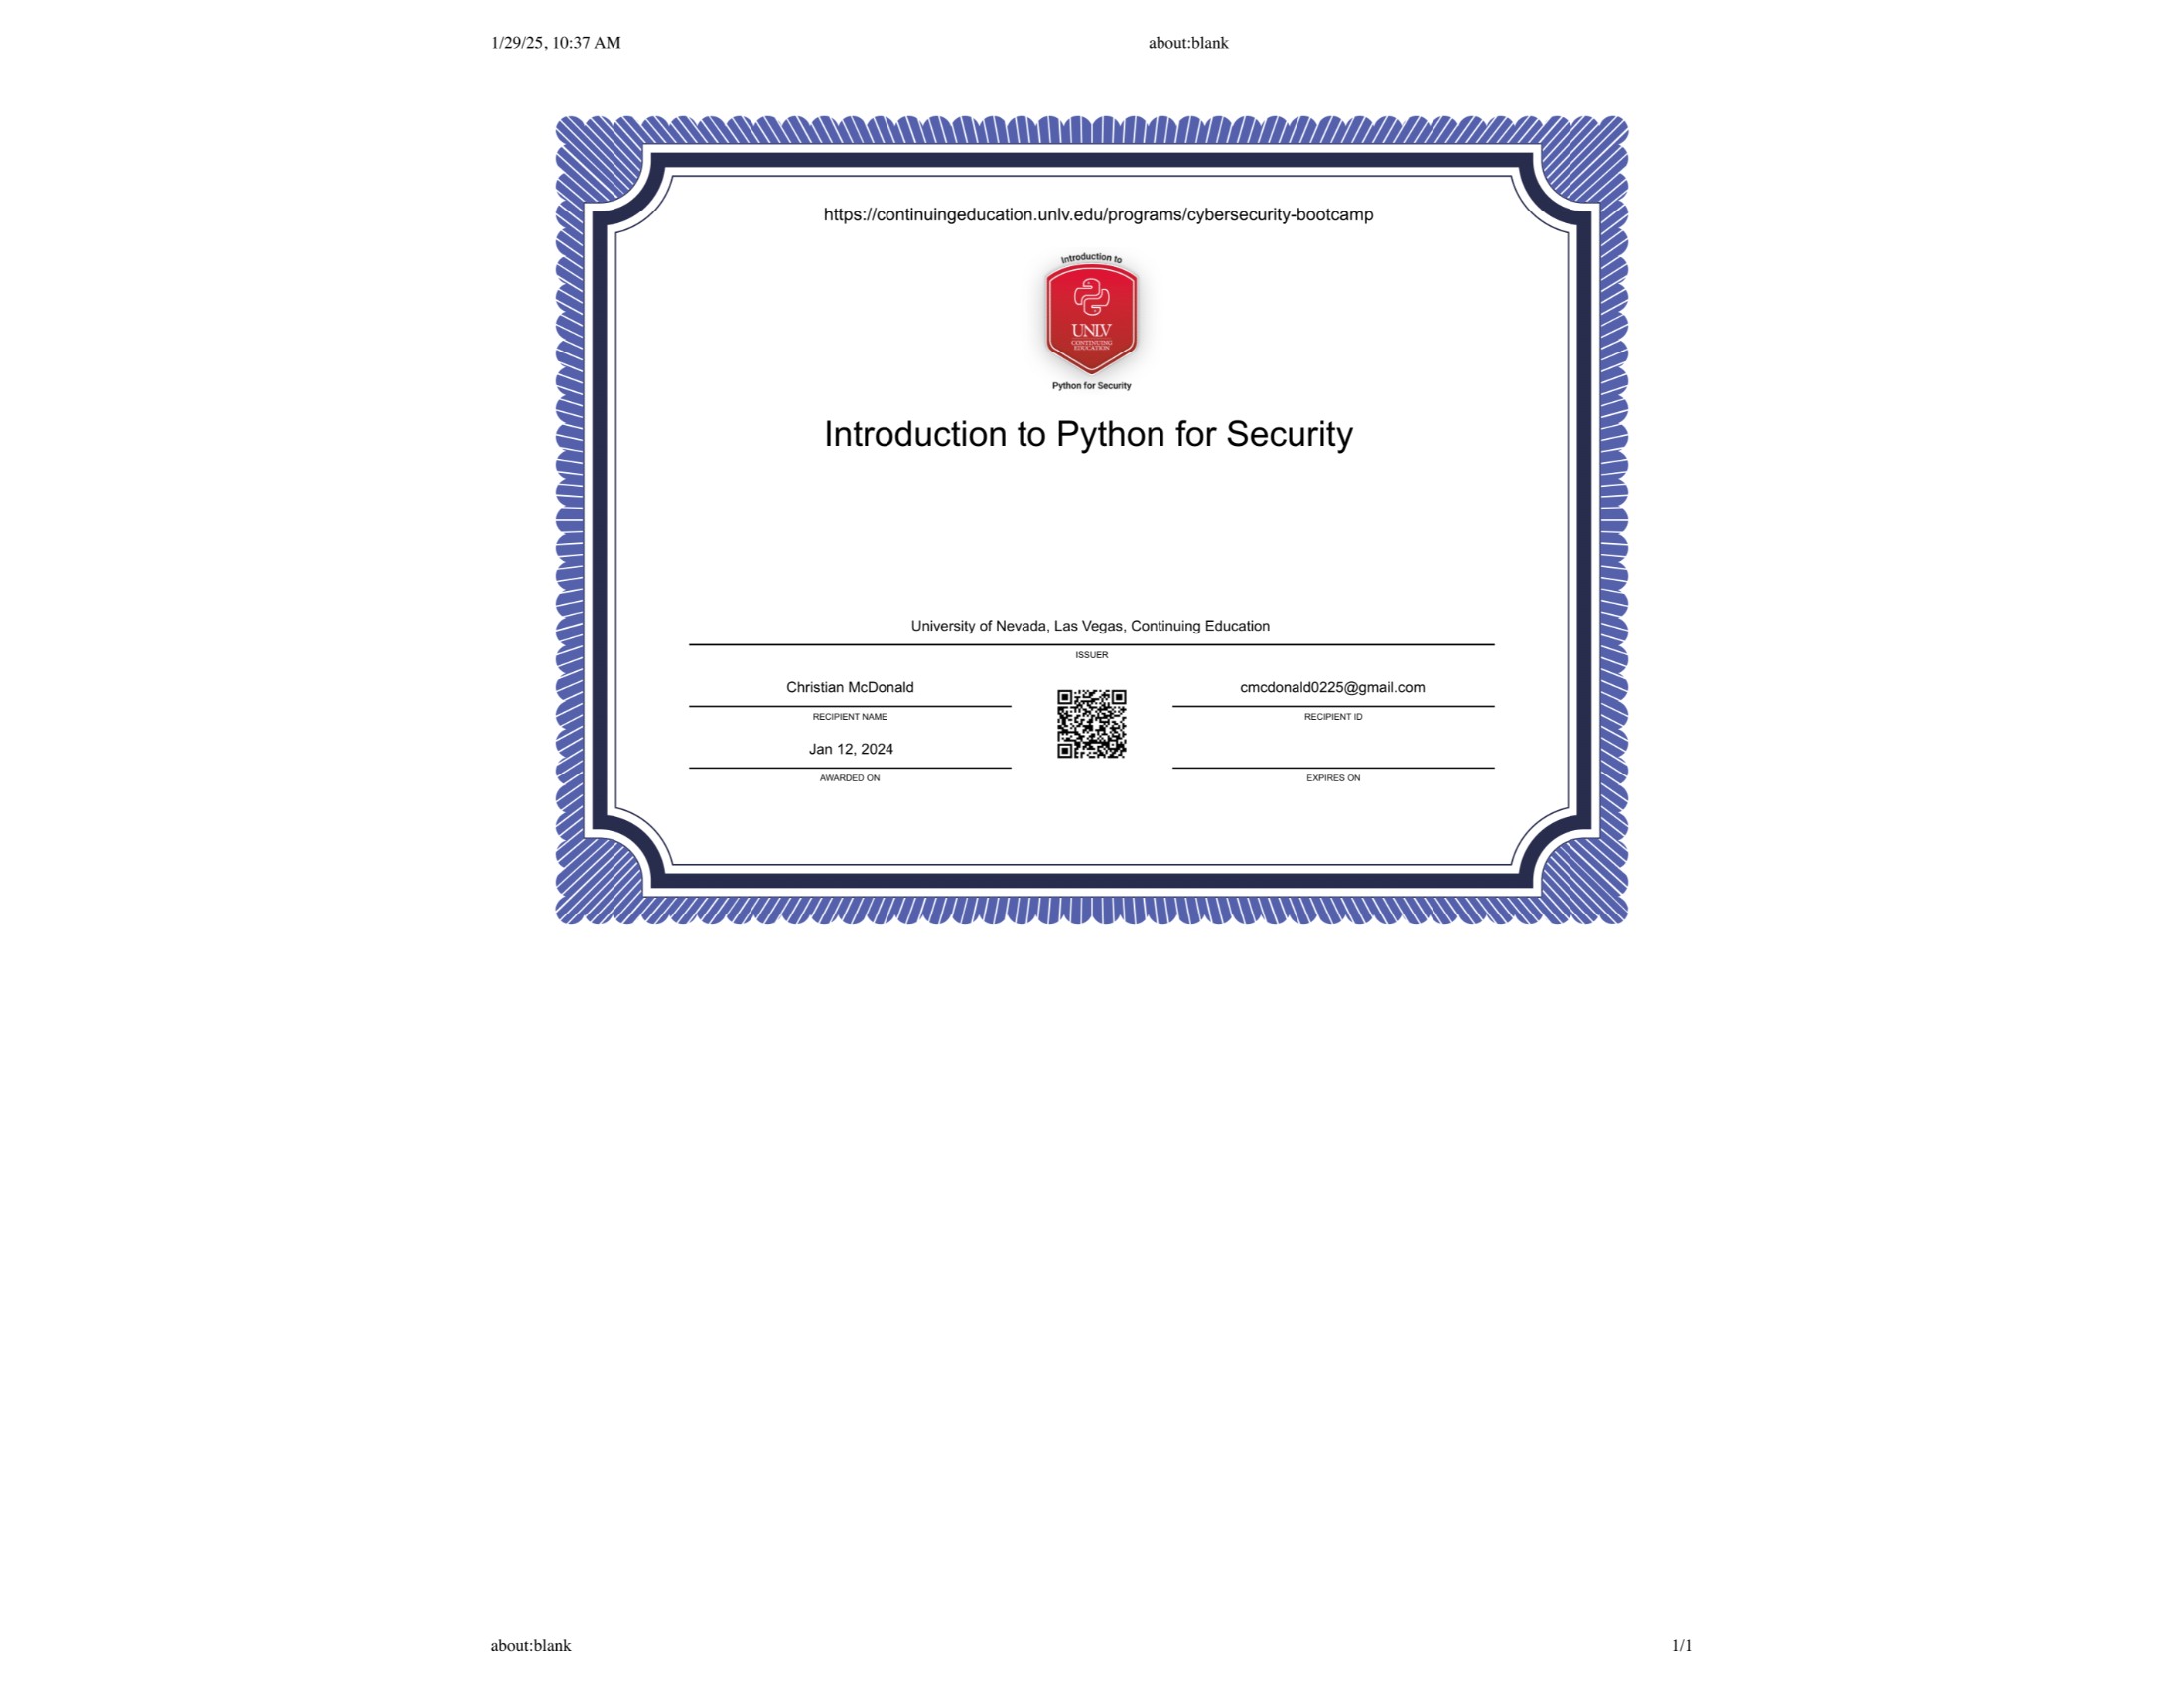 1/29/25, 10:37 AM about:blank
https://continuingeducation.unlv.edu/programs/cybersecurity-bootcamp
Introduction to
UNLV
CONTINUING
EDUCATION
Python for Security
Introduction to Python for Security
University of Nevada, Las Vegas, Continuing Education
ISSUER
Christian McDonald cmcdonald0225@gmail.com
RECIPIENT NAME RECIPIENT ID
Jan 12, 2024
AWARDED ON EXPIRES ON
about:blank 1/1